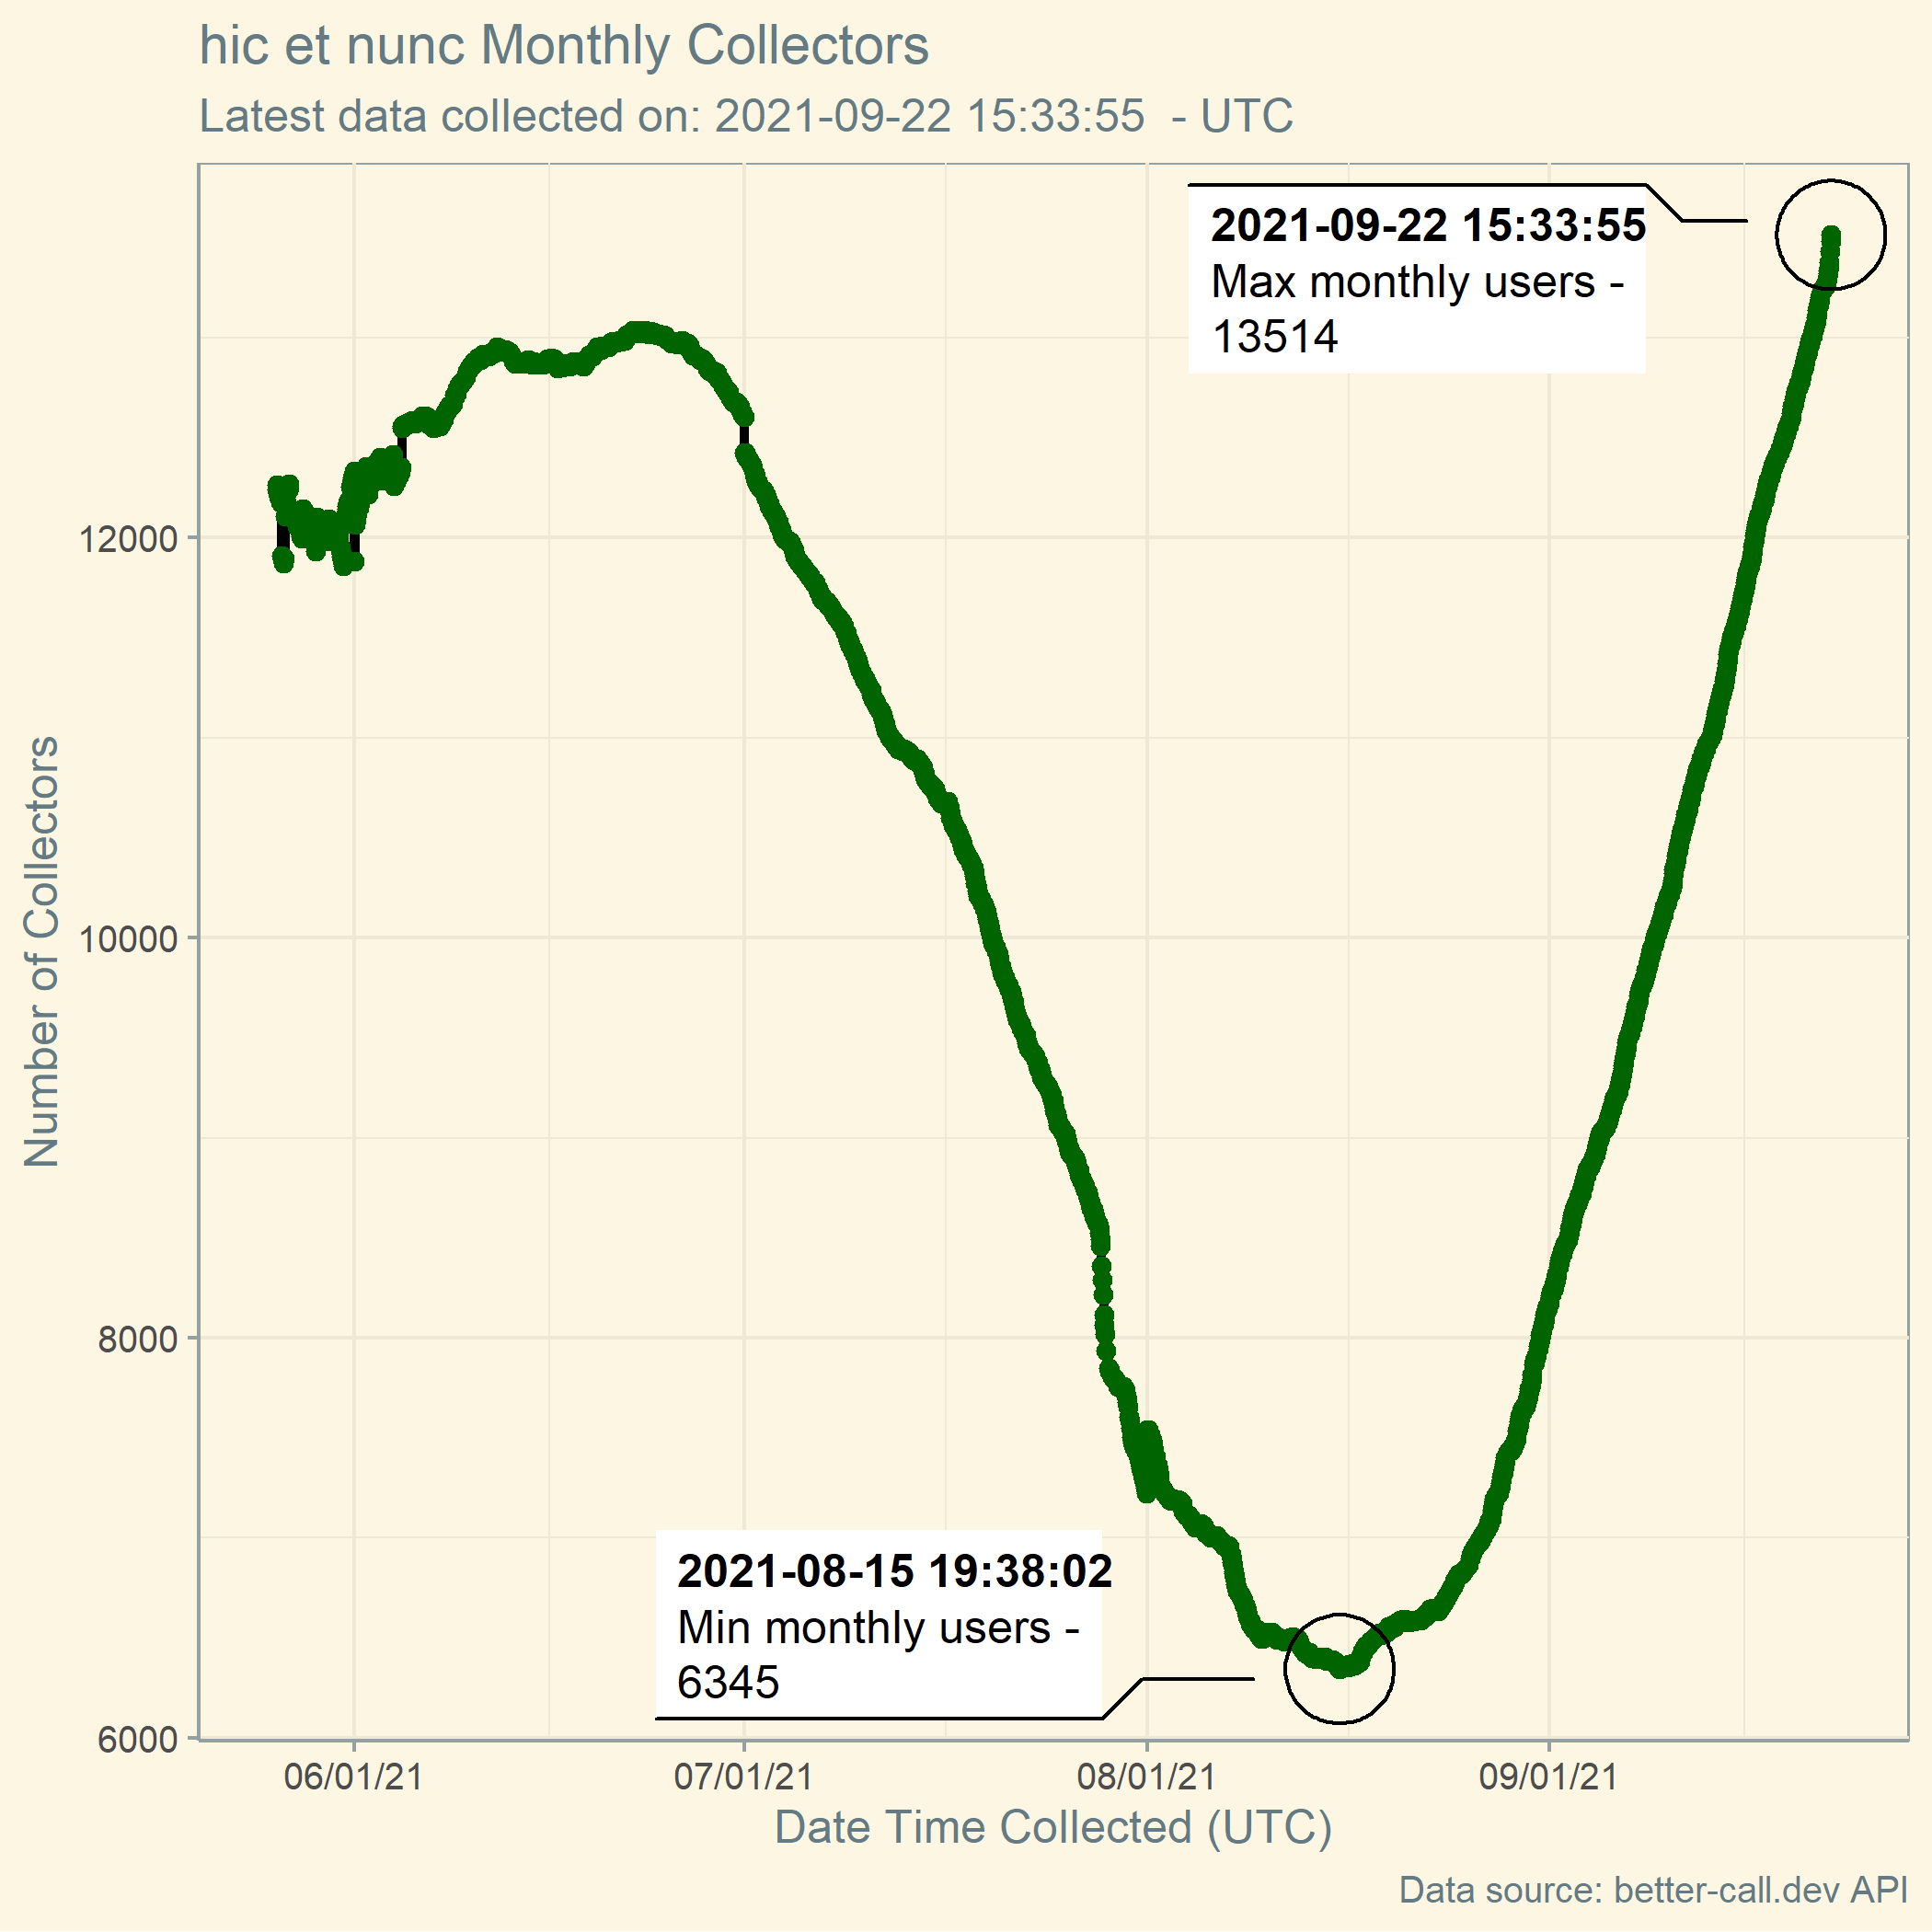 hic et nunc Monthly Collectors
Latest data collected on: 2021-09-22 15:33:55  - UTC
2021-09-22 15:33:55
Max monthly users -
13514
12000
10000
8000
6000
Number of Collectors
2021-08-15 19:38:02
Min monthly users -
6345
06/01/21
07/01/21
08/01/21
09/01/21
Date Time Collected (UTC)
Data source: better-call.dev API